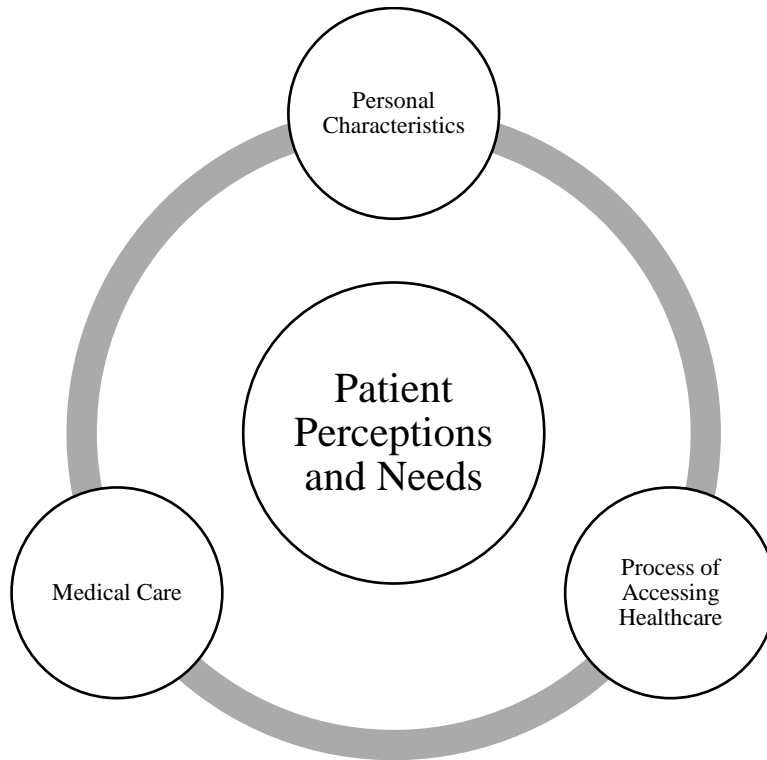 Personal
Characteristics
Patient
Perceptions
and Needs
Medical Care
Process of
Accessing
Healthcare